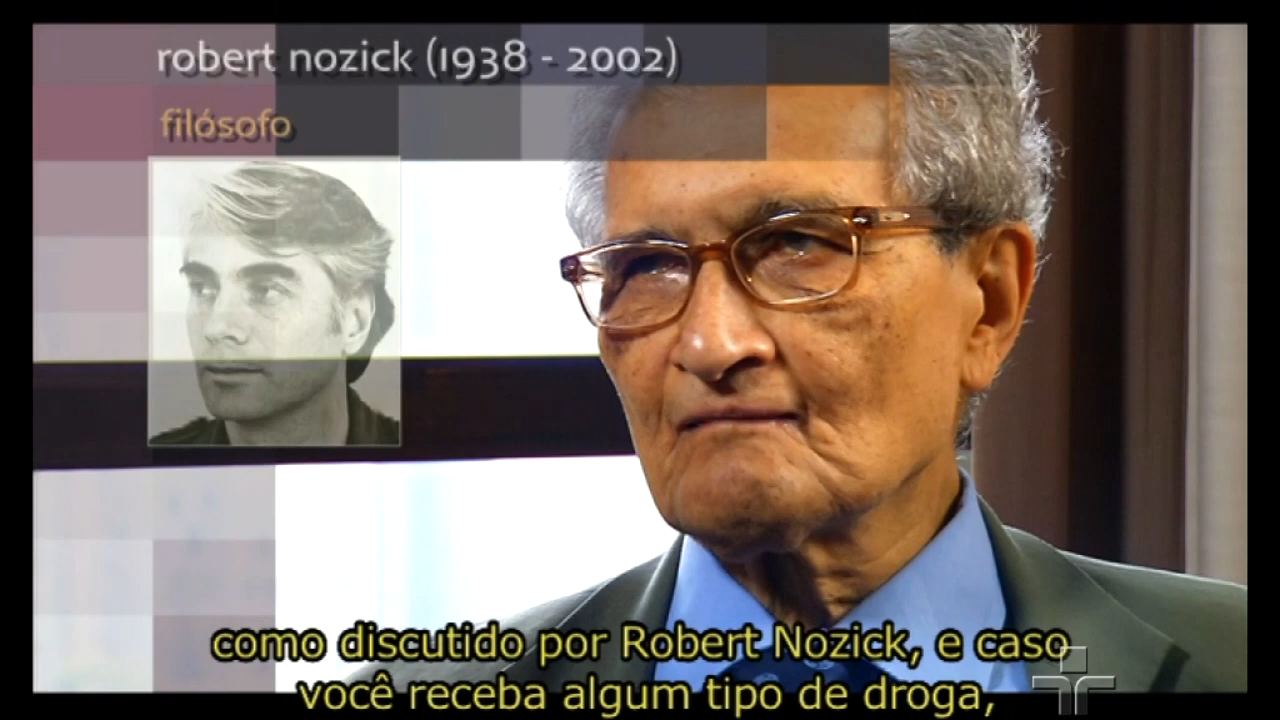 robert nozick (1938 - 2002)
filósofo
como discutido por Robert Nozick, e caso
você receba algum tipo de droga,